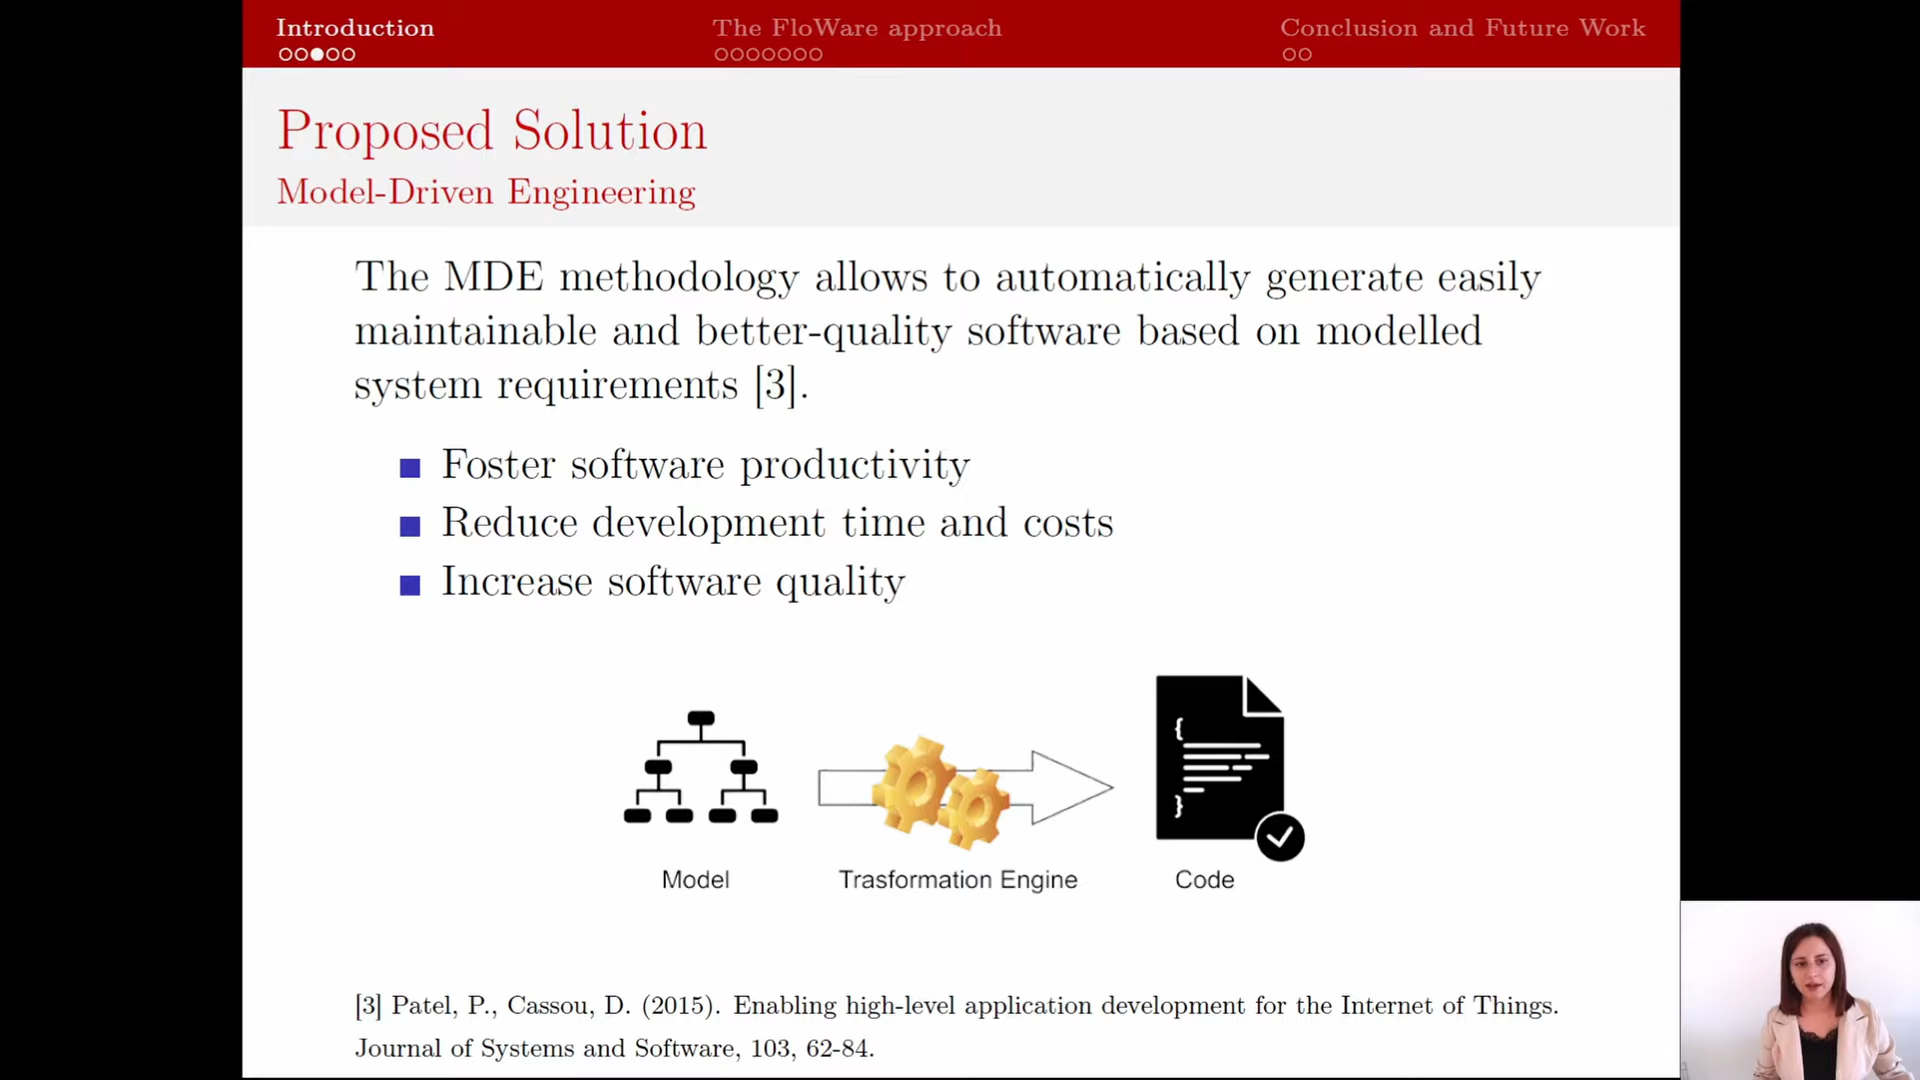 Introduction
The FloWare approach
Conclusion and Future Work
Proposed Solution
Model-Driven Engineering
The MDE methodology allows to automatically generate easily
maintainable and better-quality software based on modelled
system requirements [3].
Foster software productivity
Reduce development time and costs
Increase software quality
Model
Trasformation Engine
Code
[3] Patel, P., Cassou, D. (2015). Enabling high-level application development for the Internet of Things.
Journal of Systems and Software, 103, 62-84.